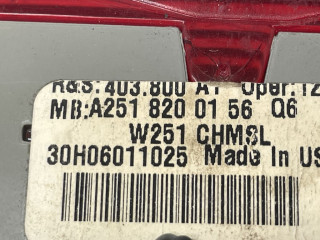 R&S: 403.800 A1 Oper:12
MB:A251 820 01 56 Q6
W251 CHMSL
30H06011025 Made In US